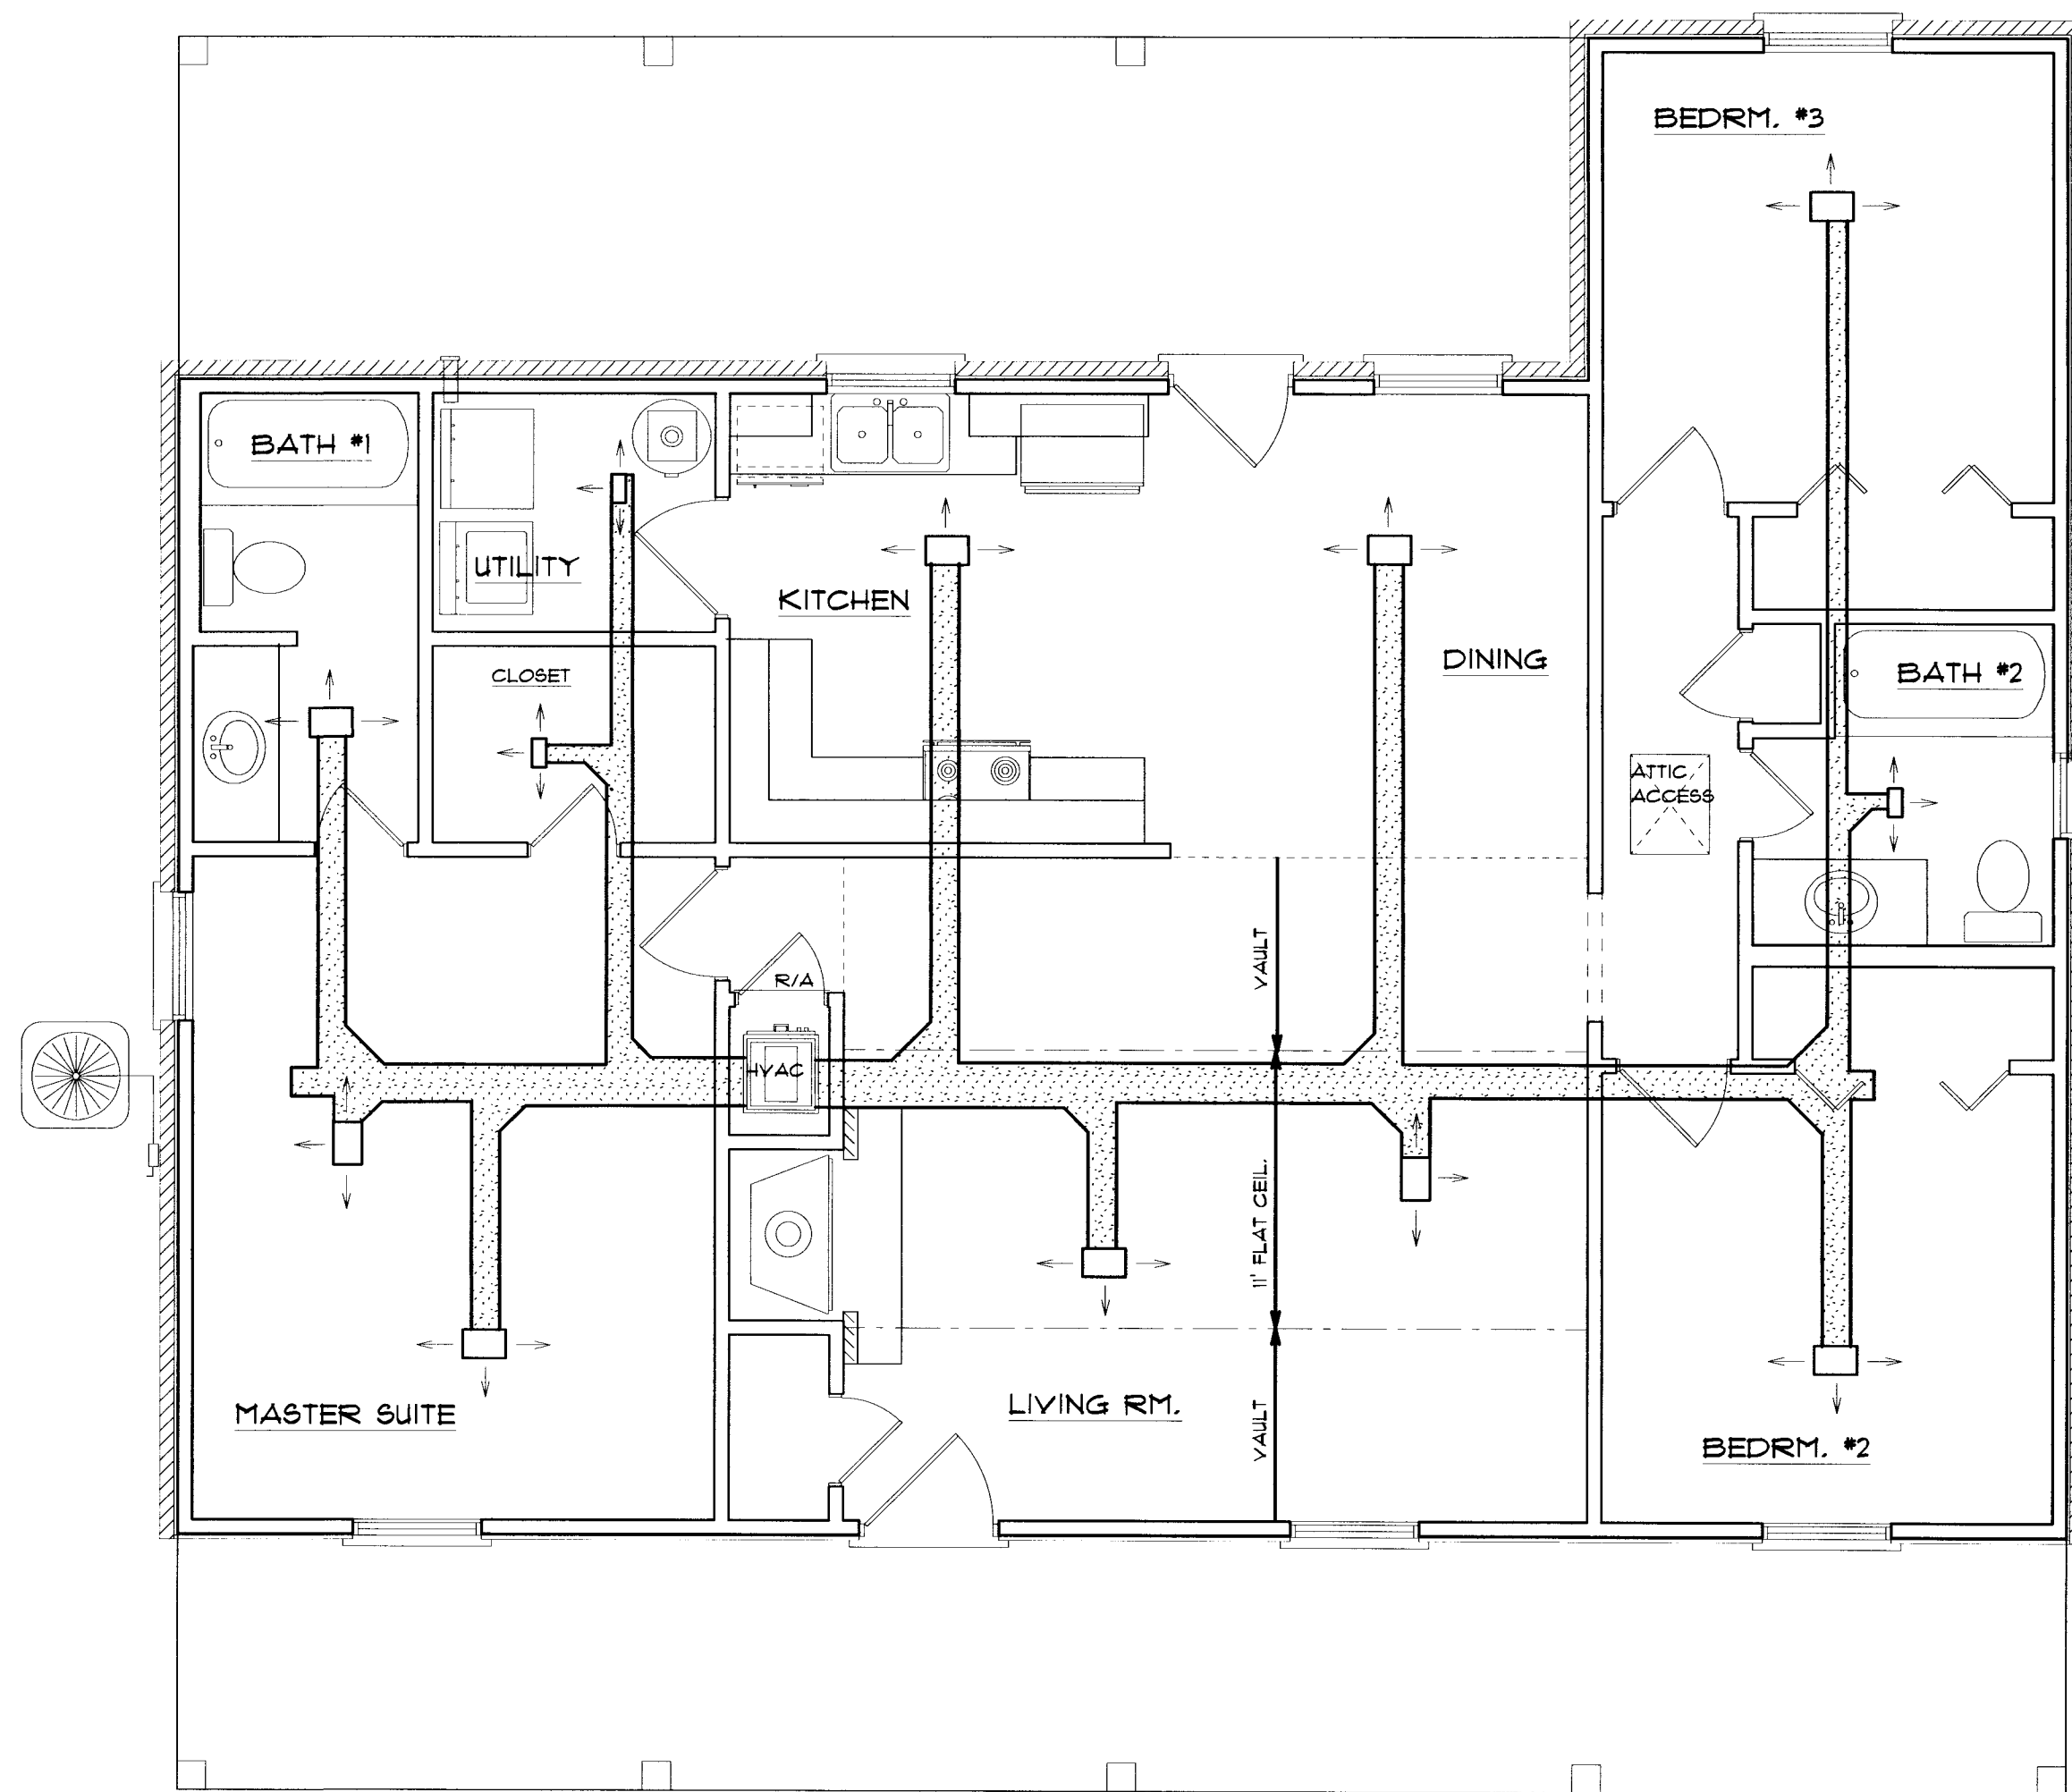 BEDRM. #3
BATH #1
UTILITY
KITCHEN
DINING
CLOSET
BATH #2
ATTIC
ACCESS
VAULT
R/A
HVAC
11' FLAT CEIL.
VAULT
MASTER SUITE
LIVING RM.
BEDRM. #2